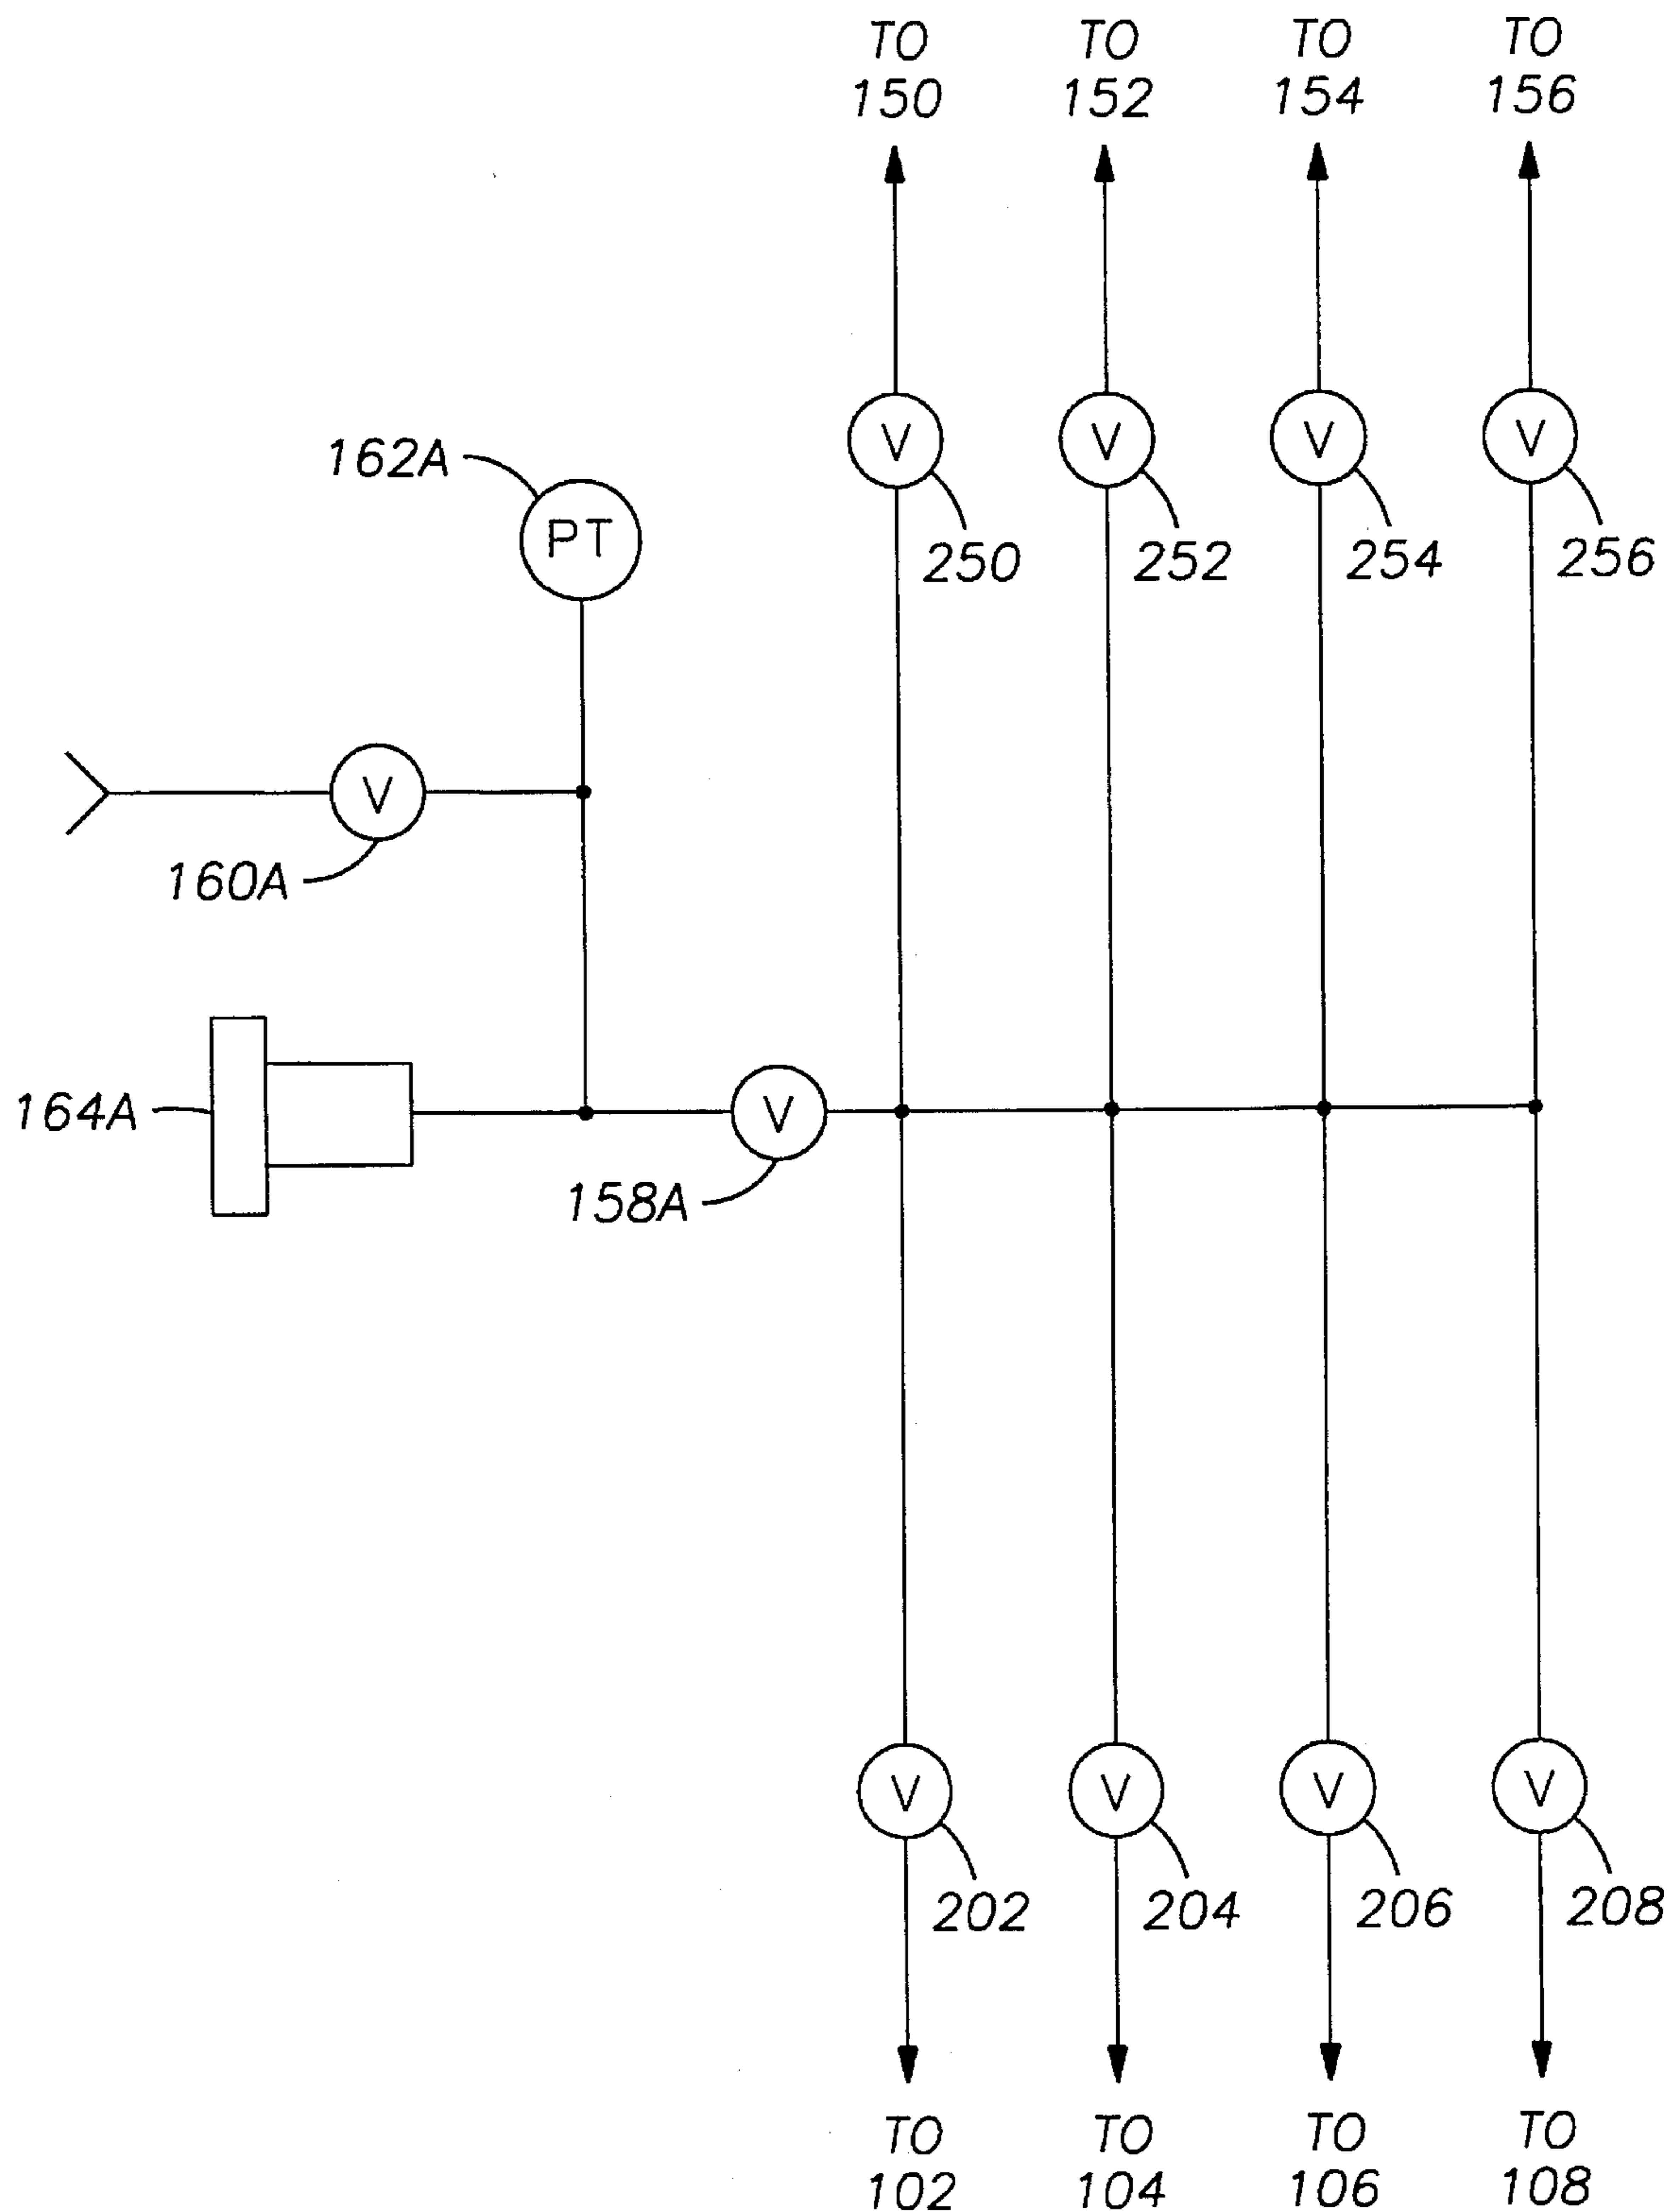 TO TO TO TO
150 152 154 156
V V V V
162A
PT
250 252 254 256
V
160A
164A
V
158A
V V V V
202 204 206 208
TO TO TO TO
102 104 106 108